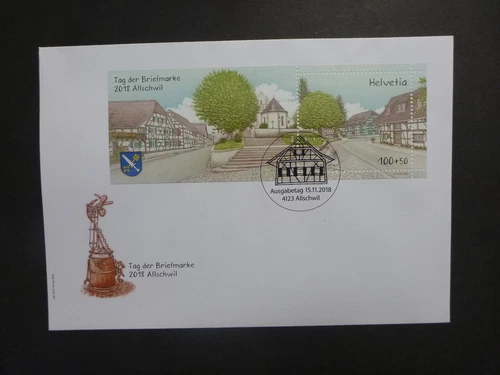 Tag der Briefmarke
2018 Allschwil
Helvetia
100+50
Ausgabetag 15.11.2018
4123 Allschwil
Tag der Briefmarke
2018 Allschwil